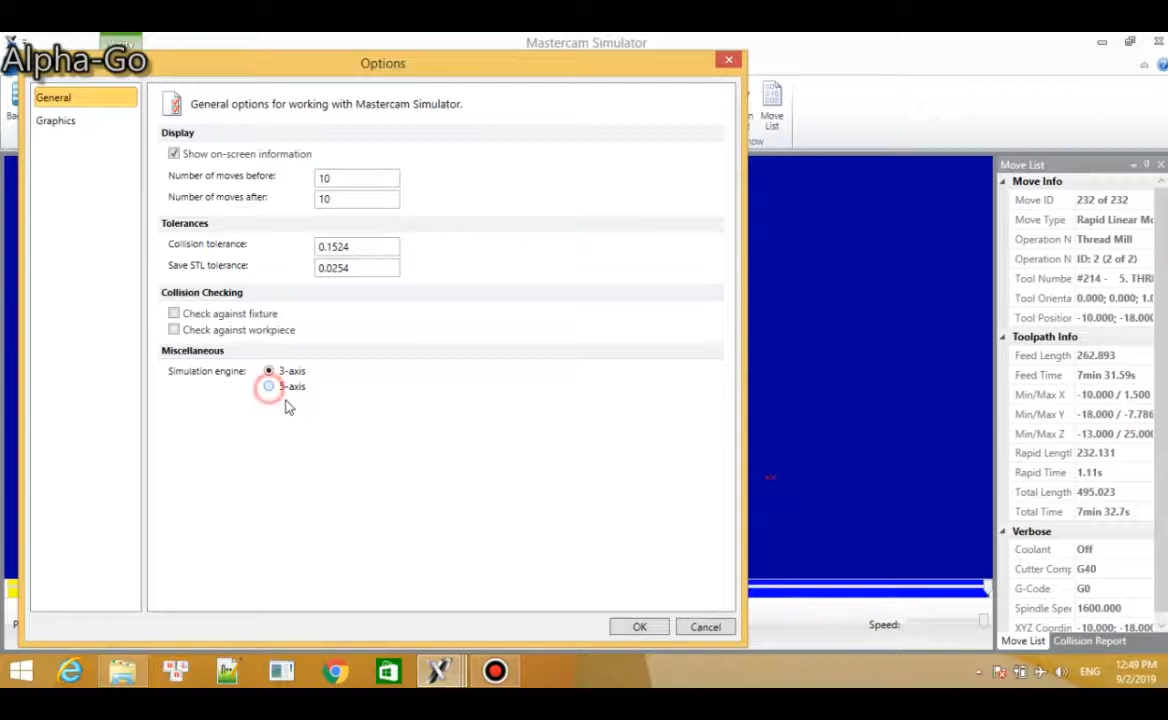 Alpha-Go
Mastercam Simulator
Options
General
Graphics
General options for working with Mastercam Simulator.
Display
Show on-screen information
Number of moves before: 10
Number of moves after: 10
Tolerances
Collision tolerance: 0.1524
Save STL tolerance: 0.0254
Collision Checking
Check against fixture
Check against workpiece
Miscellaneous
Simulation engine: 3-axis
5-axis
OK
Cancel
Move
List
Move List
Move Info
Move ID 232 of 232
Move Type Rapid Linear Mo
Operation N Thread Mill
Operation N ID: 2 (2 of 2)
Tool Numbe #214 - 5. THR
Tool Orienta 0.000; 0.000; 1.0
Tool Position -10.000; -18.000
Toolpath Info
Feed Length 262.893
Feed Time 7min 31.59s
Min/Max X -10.000 / 1.500
Min/Max Y -18.000 / -7.786
Min/Max Z -13.000 / 25.000
Rapid Lengtl 232.131
Rapid Time 1.11s
Total Length 495.023
Total Time 7min 32.7s
Verbose
Coolant Off
Cutter Comp G40
G-Code G0
Spindle Spee 1600.000
XYZ Coordin -10.000; -18.000
Speed:
Move List
Collision Report
ENG
12:49 PM
9/2/2019